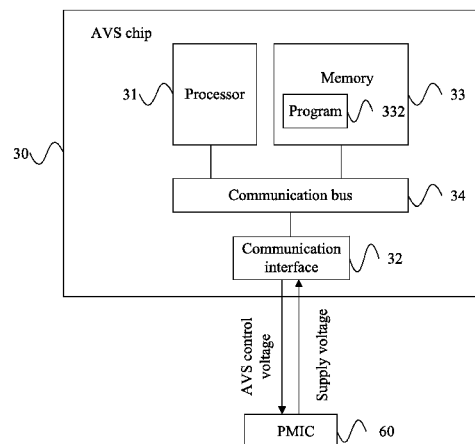 AVS chip
Processor
31
Memory
Program
332
33
30
Communication bus
34
Communication
interface
32
AVS control
voltage
Supply voltage
PMIC
60